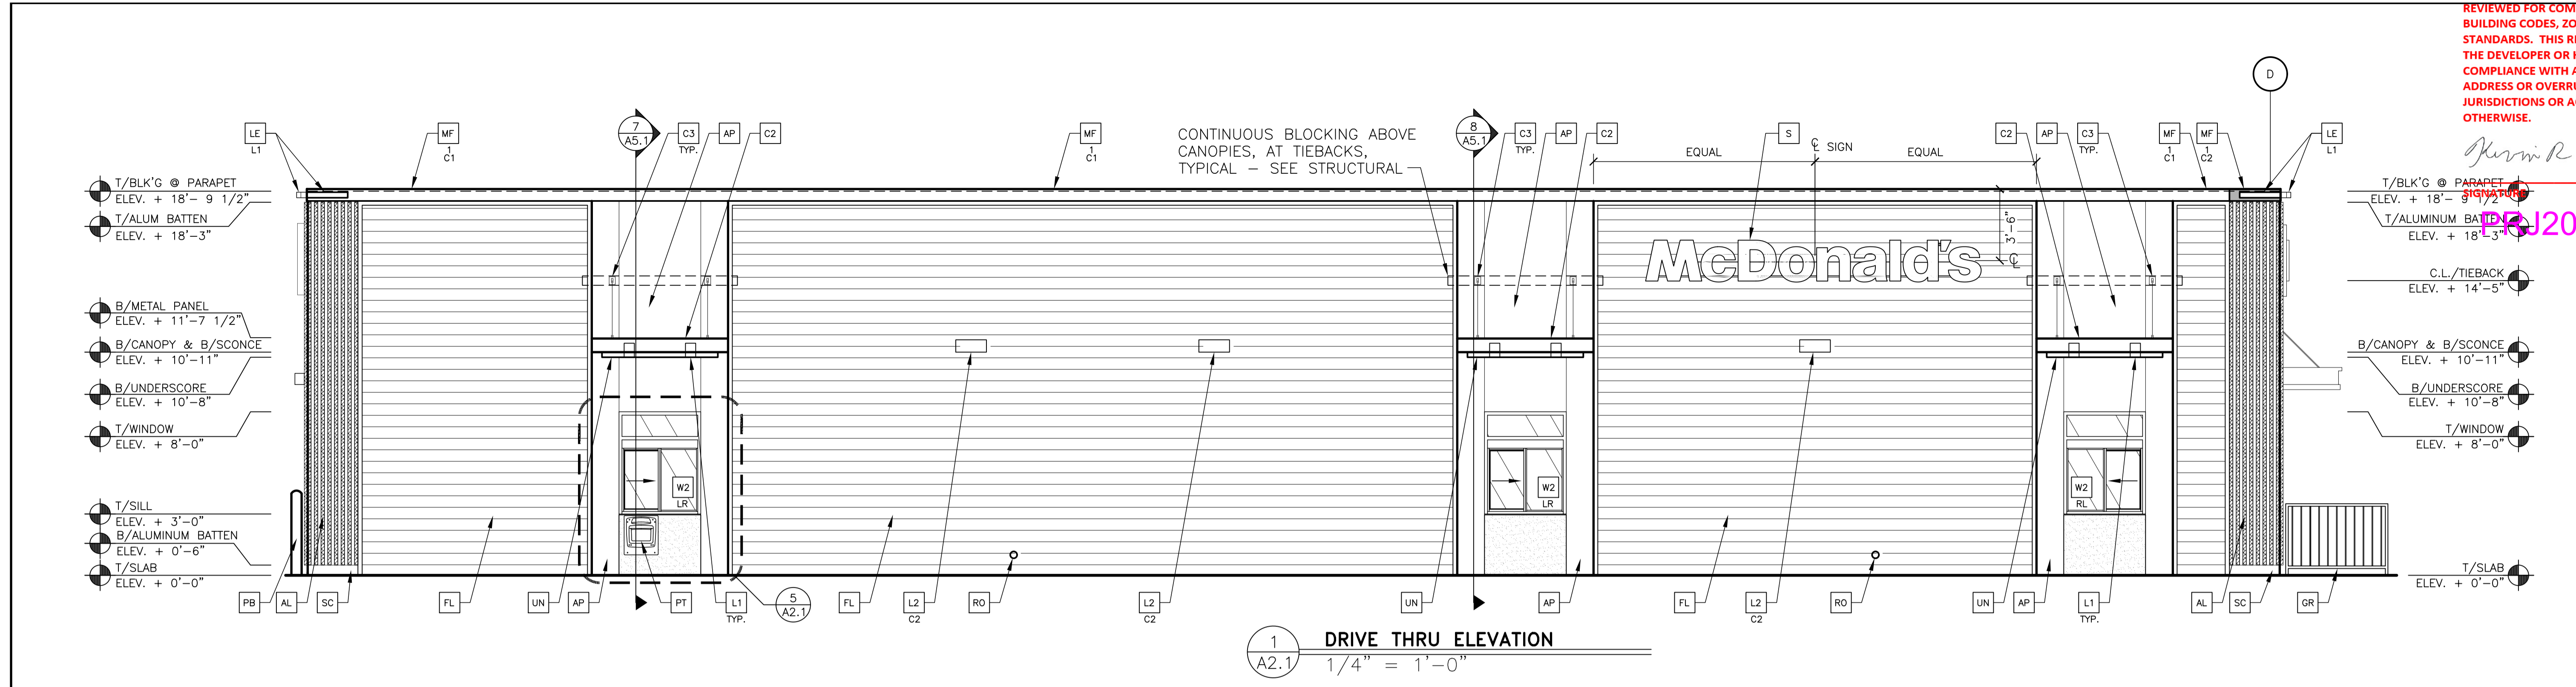 REVIEWED FOR COM
BUILDING CODES, ZO
STANDARDS. THIS R
THE DEVELOPER OR
COMPLIANCE WITH A
ADDRESS OR OVERR
JURISDICTIONS OR A
OTHERWISE.
SIGNATURE
PRJ20
D
LE
L1
MF
1
C1
7
A5.1
C3
TYP.
AP
C2
MF
1
C1
CONTINUOUS BLOCKING ABOVE
CANOPIES, AT TIEBACKS,
TYPICAL – SEE STRUCTURAL
8
A5.1
C3
TYP.
AP
C2
EQUAL
S
℄ SIGN
EQUAL
C2
AP
C3
TYP.
MF
1
C1
MF
1
C2
LE
L1
T/BLK'G @ PARAPET
ELEV. + 18'- 9 1/2"
T/ALUM BATTEN
ELEV. + 18'-3"
B/METAL PANEL
ELEV. + 11'-7 1/2"
B/CANOPY & B/SCONCE
ELEV. + 10'-11"
B/UNDERSCORE
ELEV. + 10'-8"
T/WINDOW
ELEV. + 8'-0"
T/SILL
ELEV. + 3'-0"
B/ALUMINUM BATTEN
ELEV. + 0'-6"
T/SLAB
ELEV. + 0'-0"
McDonald's
3'-6"
℄
W2
LR
W2
LR
W2
RL
T/BLK'G @ PARAPET
ELEV. + 18'- 9 1/2"
T/ALUMINUM BATTEN
ELEV. + 18'-3"
C.L./TIEBACK
ELEV. + 14'-5"
B/CANOPY & B/SCONCE
ELEV. + 10'-11"
B/UNDERSCORE
ELEV. + 10'-8"
T/WINDOW
ELEV. + 8'-0"
T/SLAB
ELEV. + 0'-0"
PB
AL
SC
FL
UN
AP
PT
L1
TYP.
5
A2.1
FL
L2
C2
RO
L2
C2
UN
AP
FL
L2
C2
RO
UN
AP
L1
TYP.
AL
SC
GR
1
A2.1
DRIVE THRU ELEVATION
1/4" = 1'-0"